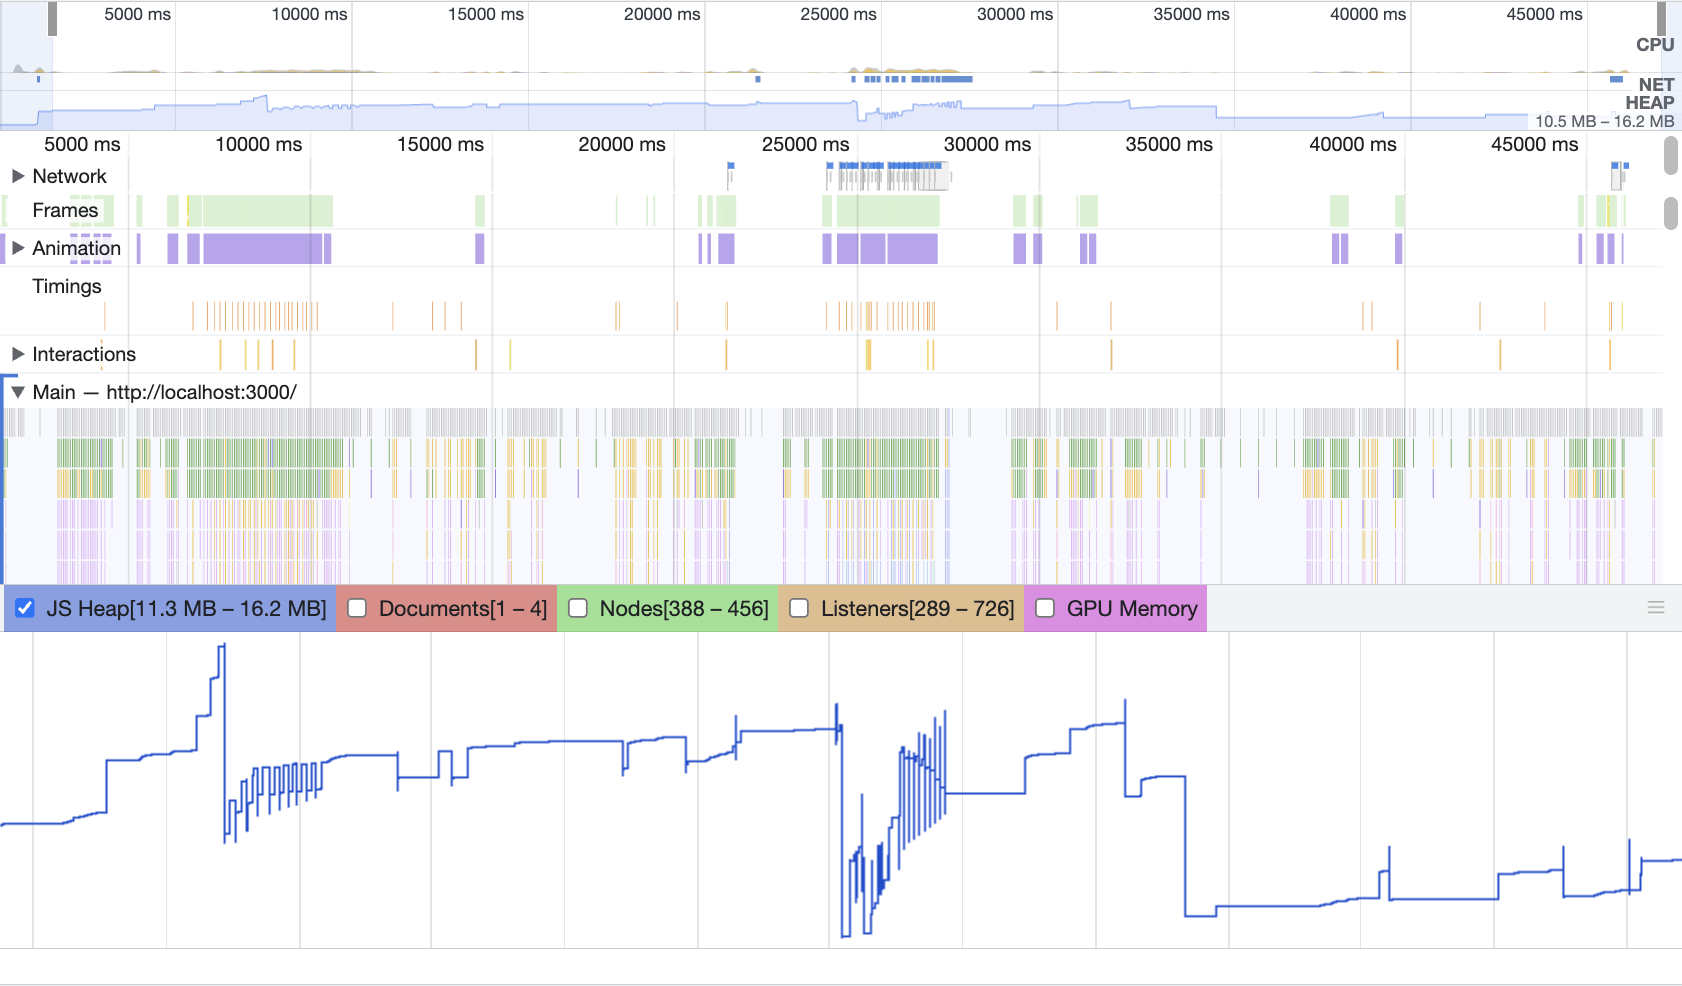 5000 ms 10000 ms 15000 ms 20000 ms 25000 ms 30000 ms 35000 ms 40000 ms 45000 ms
CPU
NET
HEAP
10.5 MB – 16.2 MB
5000 ms 10000 ms 15000 ms 20000 ms 25000 ms 30000 ms 35000 ms 40000 ms 45000 ms
Network
Frames
Animation
Timings
Interactions
Main — http://localhost:3000/
JS Heap[11.3 MB – 16.2 MB] Documents[1 – 4] Nodes[388 – 456] Listeners[289 – 726] GPU Memory